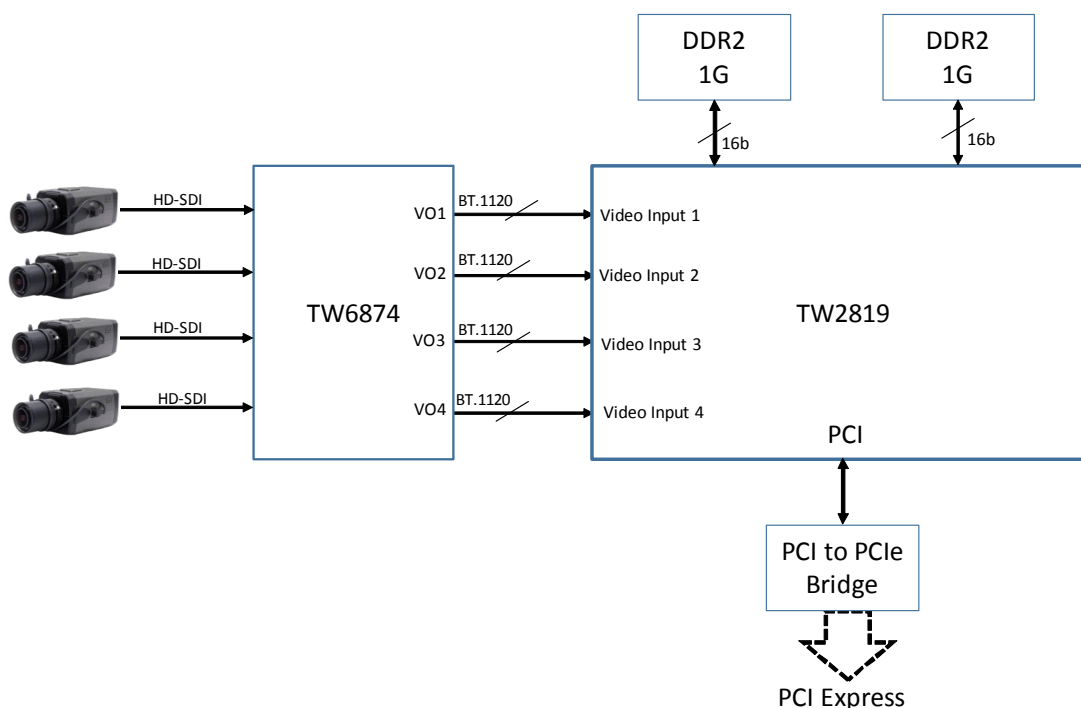 DDR2
1G
DDR2
1G
16b
16b
HD-SDI
HD-SDI
HD-SDI
HD-SDI
TW6874
VO1
VO2
VO3
VO4
BT.1120
BT.1120
BT.1120
BT.1120
Video Input 1
Video Input 2
Video Input 3
Video Input 4
TW2819
PCI
PCI to PCIe
Bridge
PCI Express